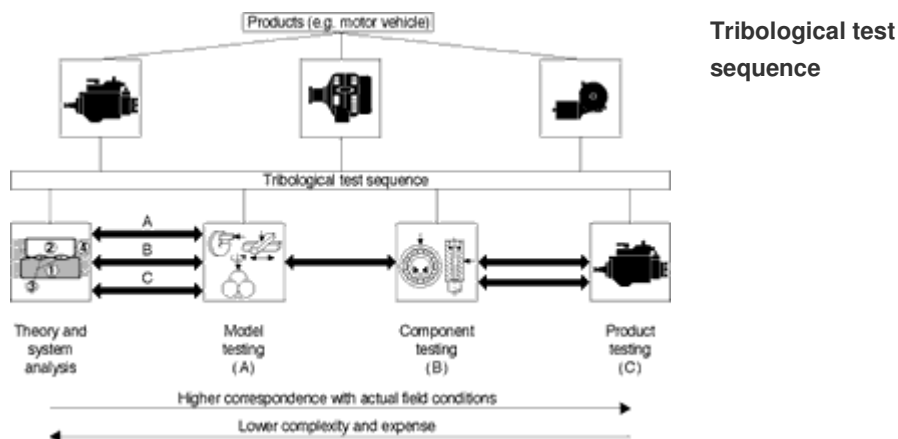 Products (e.g. motor vehicle)
Tribological test
sequence
Tribological test sequence
A
B
C
① ② ③ ④
Theory and
system
analysis
Model
testing
(A)
Component
testing
(B)
Product
testing
(C)
Higher correspondence with actual field conditions
Lower complexity and expense